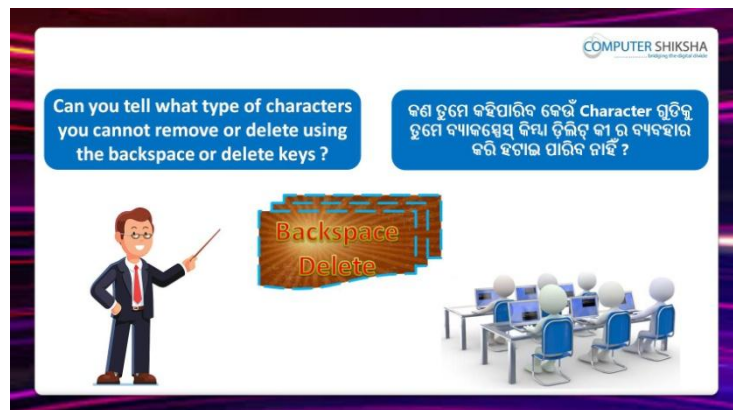 COMPUTER SHIKSHA
bridging the digital divide
Can you tell what type of characters
you cannot remove or delete using
the backspace or delete keys ?
କଣ ତୁମେ କହିପାରିବ କେଉଁ Character ଗୁଡିକୁ
ତୁମେ ବ୍ୟାକସ୍ପେସ୍ କିମ୍ବା ଡ଼ିଲିଟ୍ କୀ ର ବ୍ୟବହାର
କରି ହଟାଇ ପାରିବ ନାହିଁ ?
Backspace
Delete